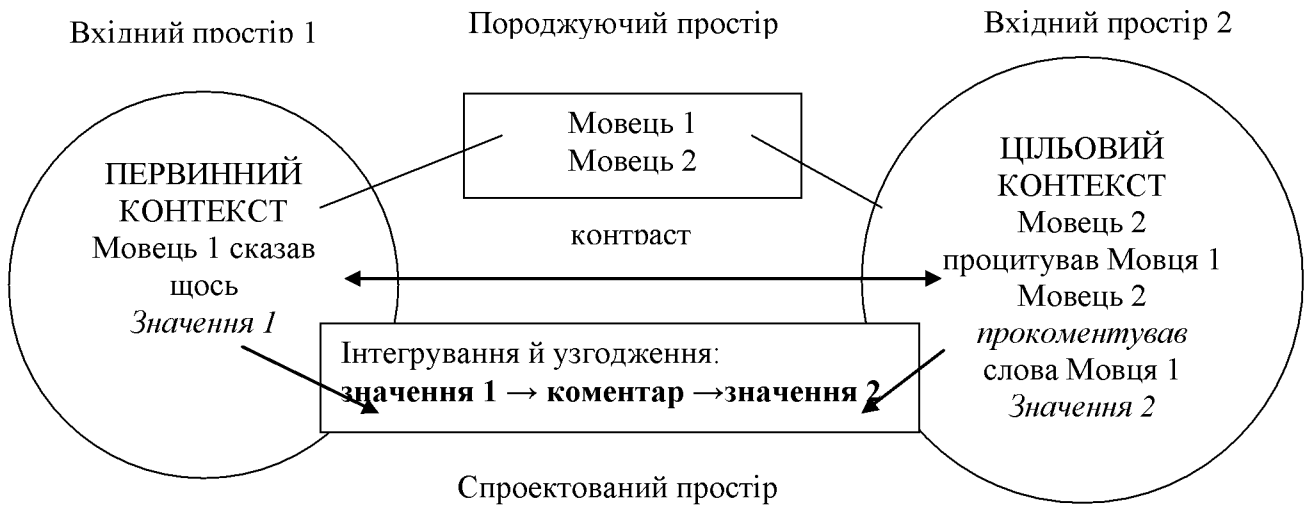 Вхідний простір 1
Породжуючий простір
Вхідний простір 2
Мовець 1
Мовець 2
ПЕРВИННИЙ
КОНТЕКСТ
Мовець 1 сказав
щось
Значення 1
контраст
ЦІЛЬОВИЙ
КОНТЕКСТ
Мовець 2
процитував Мовця 1
Мовець 2
прокоментував
слова Мовця 1
Значення 2
Інтегрування й узгодження:
значення 1 → коментар →значення 2
Спроектований простір